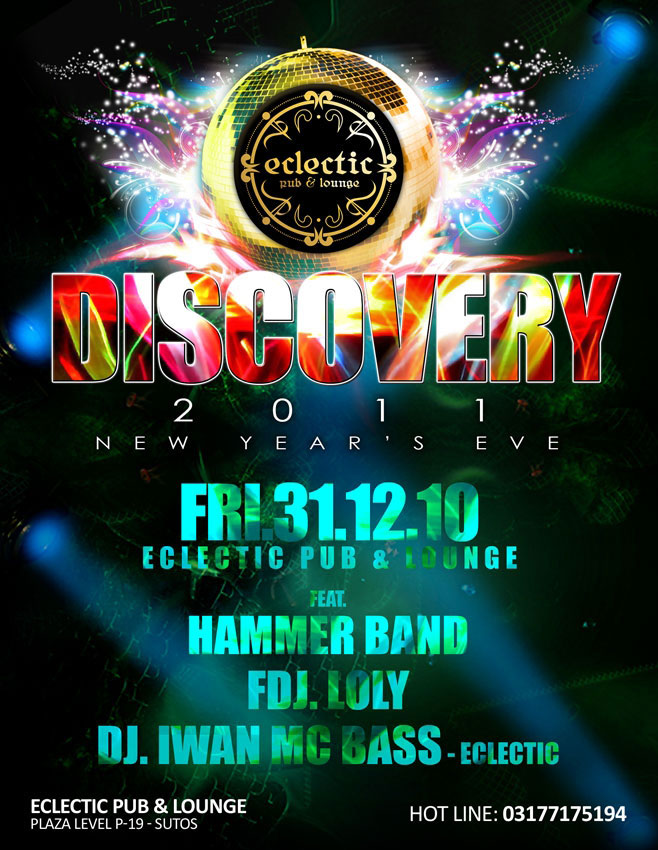 eclectic
pub & lounge
DISCOVERY
2011
NEW YEAR'S EVE
FRI.31.12.10
ECLECTIC PUB & LOUNGE
FEAT.
HAMMER BAND
FDJ. LOLY
DJ. IWAN MC BASS - ECLECTIC
ECLECTIC PUB & LOUNGE
PLAZA LEVEL P-19 - SUTOS
HOT LINE: 03177175194